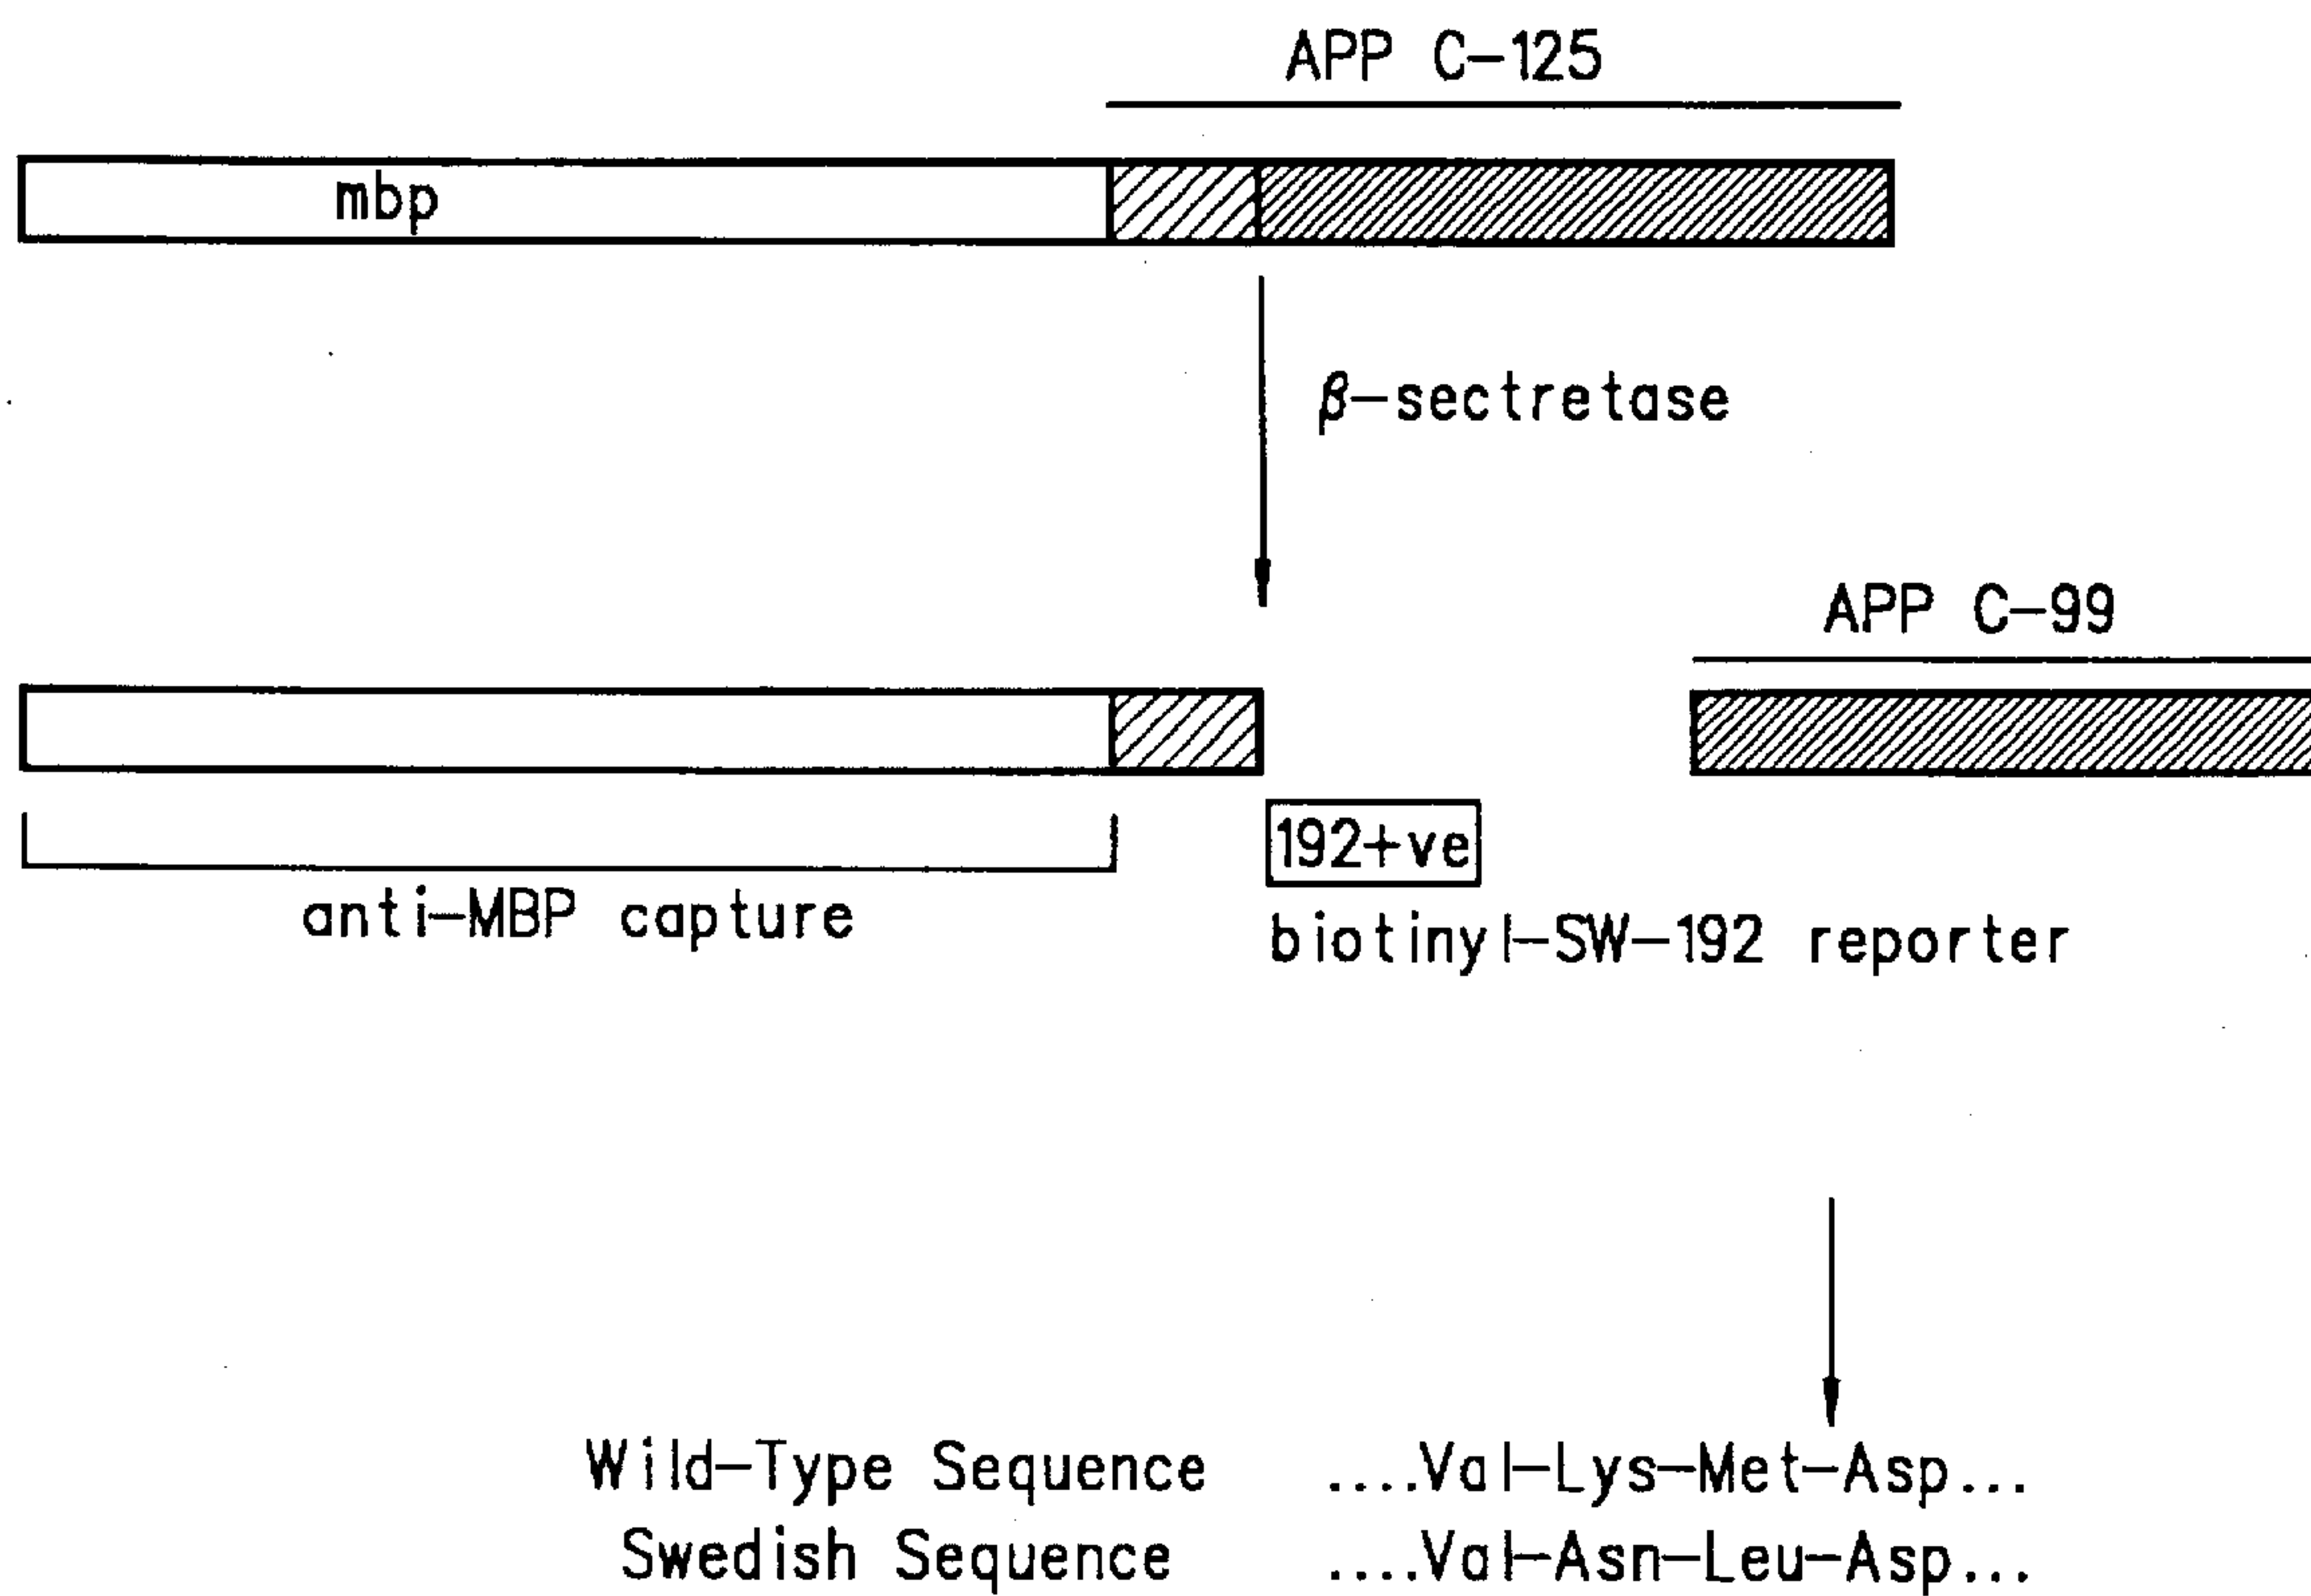 APP C-125
mbp
β-sectretase
APP C-99
192+ve
anti-MBP capture
biotinyl-SW-192 reporter
Wild-Type Sequence ....Val-Lys-Met-Asp...
Swedish Sequence ....Val-Asn-Leu-Asp...